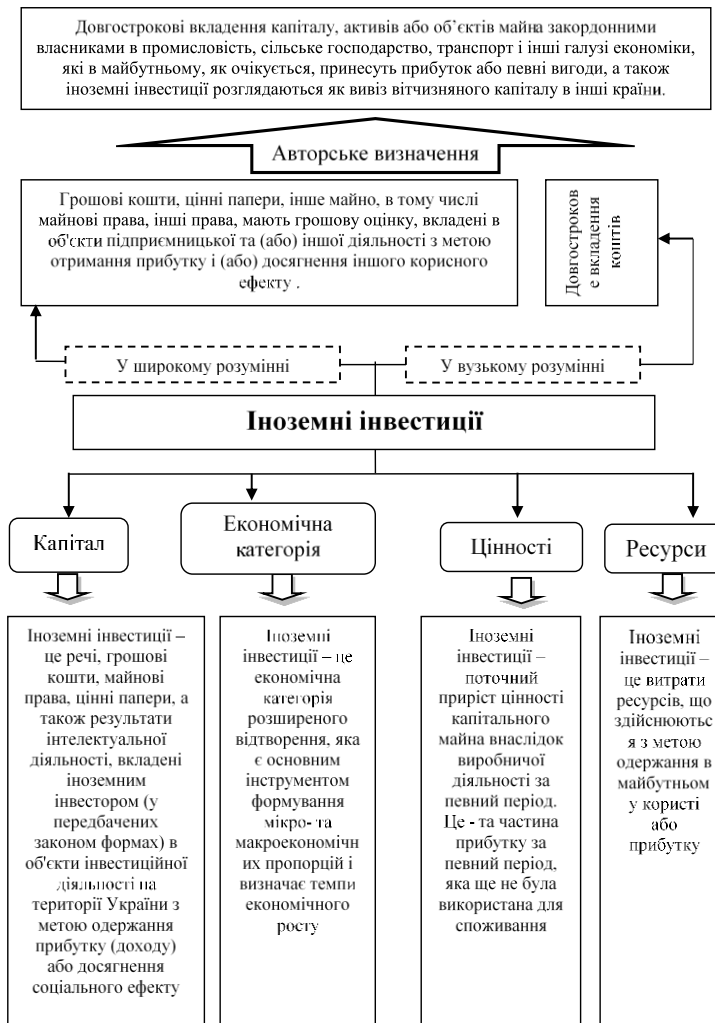 Довгострокові вкладення капіталу, активів або об’єктів майна закордонними
власниками в промисловість, сільське господарство, транспорт і інші галузі економіки,
які в майбутньому, як очікується, принесуть прибуток або певні вигоди, а також
іноземні інвестиції розглядаються як вивіз вітчизняного капіталу в інші країни.
Авторське визначення
Грошові кошти, цінні папери, інше майно, в тому числі
майнові права, інші права, мають грошову оцінку, вкладені в
об'єкти підприємницької та (або) іншої діяльності з метою
отримання прибутку і (або) досягнення іншого корисного
ефекту .
Довгостроков
е вкладення
коштів
У широкому розумінні
У вузькому розумінні
Іноземні інвестиції
Капітал
Економічна
категорія
Цінності
Ресурси
Іноземні інвестиції –
це речі, грошові
кошти, майнові
права, цінні папери, а
також результати
інтелектуальної
діяльності, вкладені
іноземним
інвестором (у
передбачених
законом формах) в
об'єкти інвестиційної
діяльності на
території України з
метою одержання
прибутку (доходу)
або досягнення
соціального ефекту
Іноземні
інвестиції – це
економічна
категорія
розширеного
відтворення, яка
є основним
інструментом
формування
мікро- та
макроекономіч
них пропорцій і
визначає темпи
економічного
росту
Іноземні
інвестиції –
поточний
приріст цінності
капітального
майна внаслідок
виробничої
діяльності за
певний період.
Це - та частина
прибутку за
певний період,
яка ще не була
використана для
споживання
Іноземні
інвестиції –
це витрати
ресурсів, що
здійснюютьс
я з метою
одержання в
майбутньом
у користі
або
прибутку